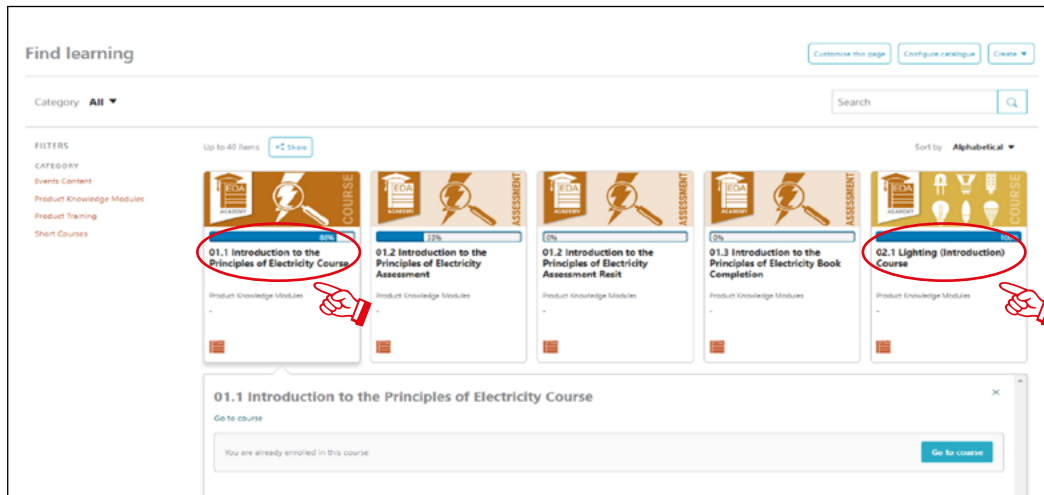 Find learning
Customise this page
Configure catalogue
Create ▼
Category All ▼
Search
FILTERS
CATEGORY
Events Content
Product Knowledge Modules
Product Training
Short Courses
Up to 40 items
Share
Sort by Alphabetical ▼
EDA
ACADEMY
COURSE
80%
01.1 Introduction to the
Principles of Electricity Course
Product Knowledge Modules
-
EDA
ACADEMY
ASSESSMENT
33%
01.2 Introduction to the
Principles of Electricity
Assessment
Product Knowledge Modules
-
EDA
ACADEMY
ASSESSMENT
0%
01.2 Introduction to the
Principles of Electricity
Assessment Resit
Product Knowledge Modules
-
EDA
ACADEMY
ASSESSMENT
0%
01.3 Introduction to the
Principles of Electricity Book
Completion
Product Knowledge Modules
-
EDA
ACADEMY
COURSE
02.1 Lighting (Introduction)
Course
Product Knowledge Modules
-
01.1 Introduction to the Principles of Electricity Course
×
Go to course
You are already enrolled in this course
Go to course